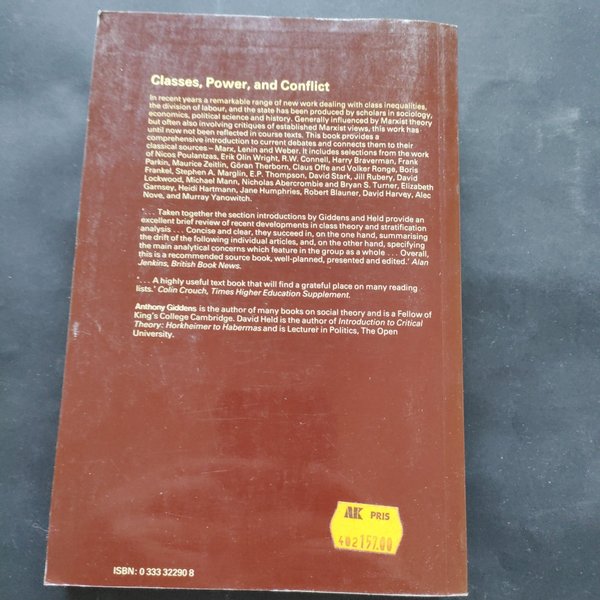 Classes, Power, and Conflict
In recent years a remarkable range of new work dealing with class inequalities,
the division of labour, and the state has been produced by scholars in sociology,
economics, political science and history. Generally influenced by Marxist theory
but often also involving critiques of established Marxist views, this work has
until now not been reflected in course texts. This book provides a
comprehensive introduction to current debates and connects them to their
classical sources – Marx, Lenin and Weber. It includes selections from the work
of Nicos Poulantzas, Erik Olin Wright, R.W. Connell, Harry Braverman, Frank
Parkin, Maurice Zeitlin, Göran Therborn, Claus Offe and Volker Ronge, Boris
Frankel, Stephen A. Marglin, E.P. Thompson, David Stark, Jill Rubery, David
Lockwood, Michael Mann, Nicholas Abercrombie and Bryan S. Turner, Elizabeth
Garnsey, Heidi Hartmann, Jane Humphries, Robert Blauner, David Harvey, Alec
Nove, and Murray Yanowitch.
'. . . Taken together the section introductions by Giddens and Held provide an
excellent brief review of recent developments in class theory and stratification
analysis . . . Concise and clear, they succeed in, on the one hand, summarising
the drift of the following individual articles, and, on the other hand, specifying
the main analytical concerns which feature in the group as a whole . . . Overall,
this is a recommended source book, well-planned, presented and edited.' Alan
Jenkins, British Book News.
'. . . A highly useful text book that will find a grateful place on many reading
lists.' Colin Crouch, Times Higher Education Supplement.
Anthony Giddens is the author of many books on social theory and is a Fellow of
King's College Cambridge. David Held is the author of Introduction to Critical
Theory: Horkheimer to Habermas and is Lecturer in Politics, The Open
University.
AK PRIS
402159.00
ISBN: 0 333 32290 8